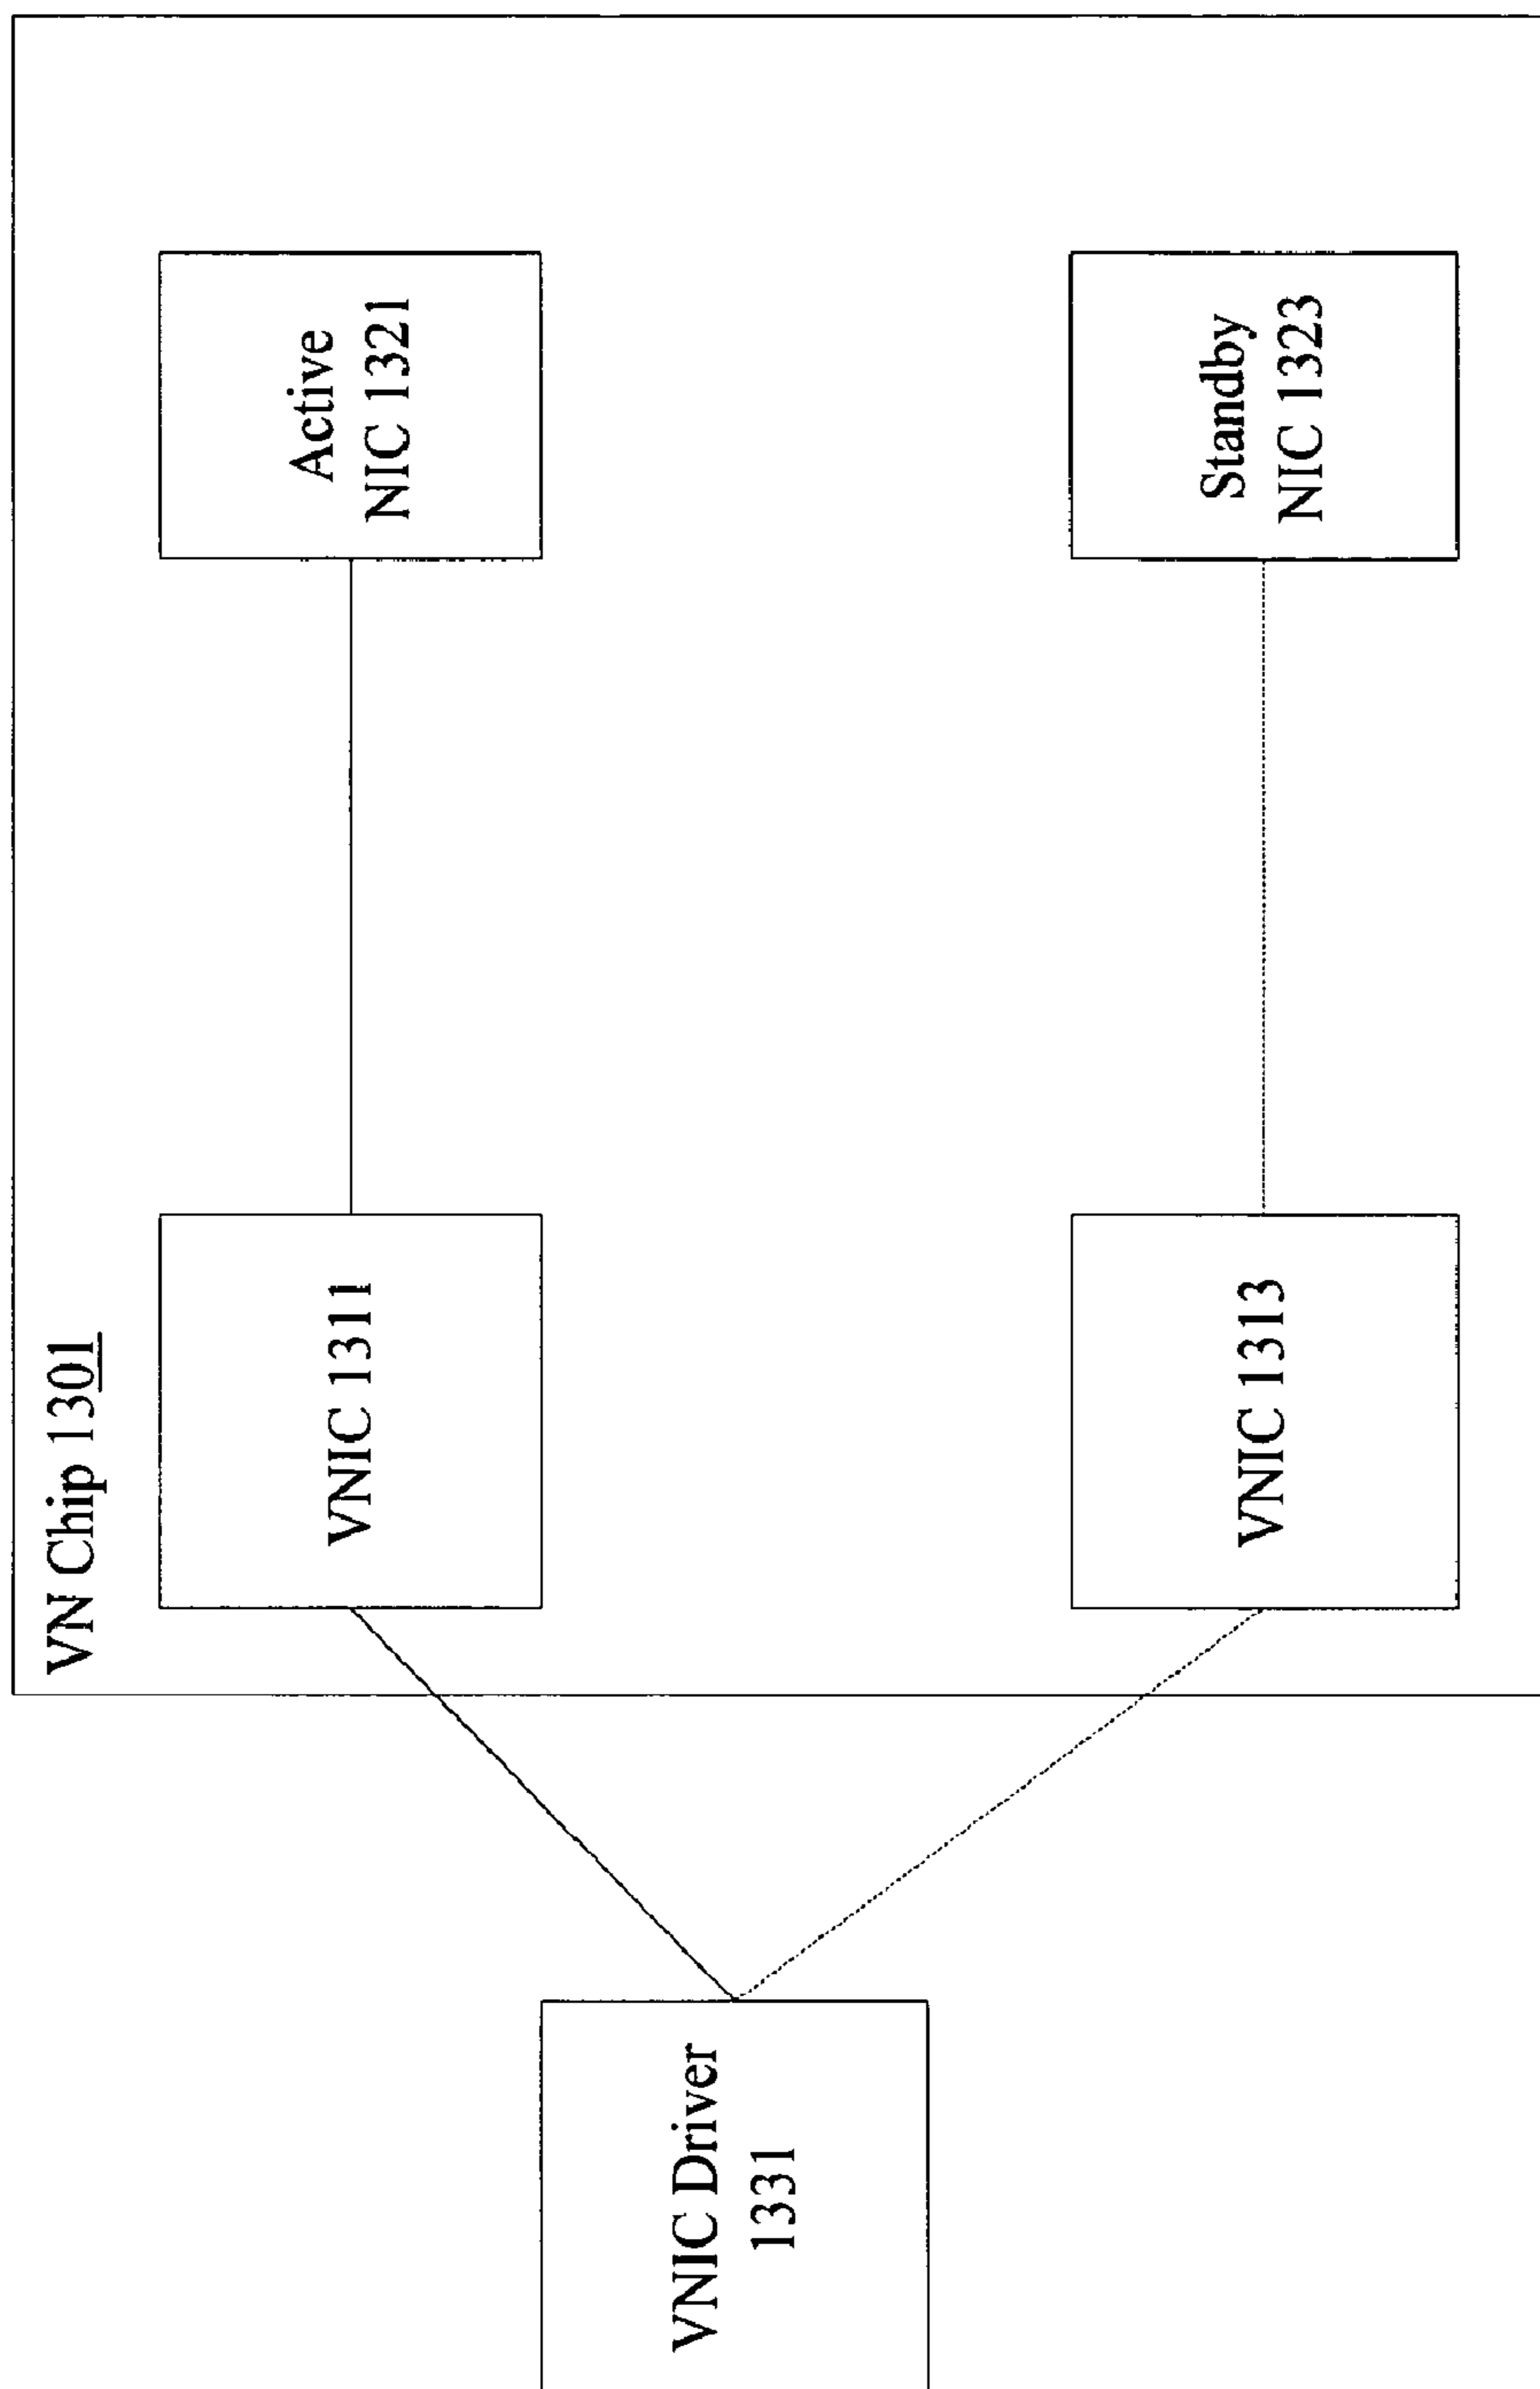 VN Chip 1301
VNIC Driver
1331
VNIC 1311
Active
NIC 1321
VNIC 1313
Standby
NIC 1323